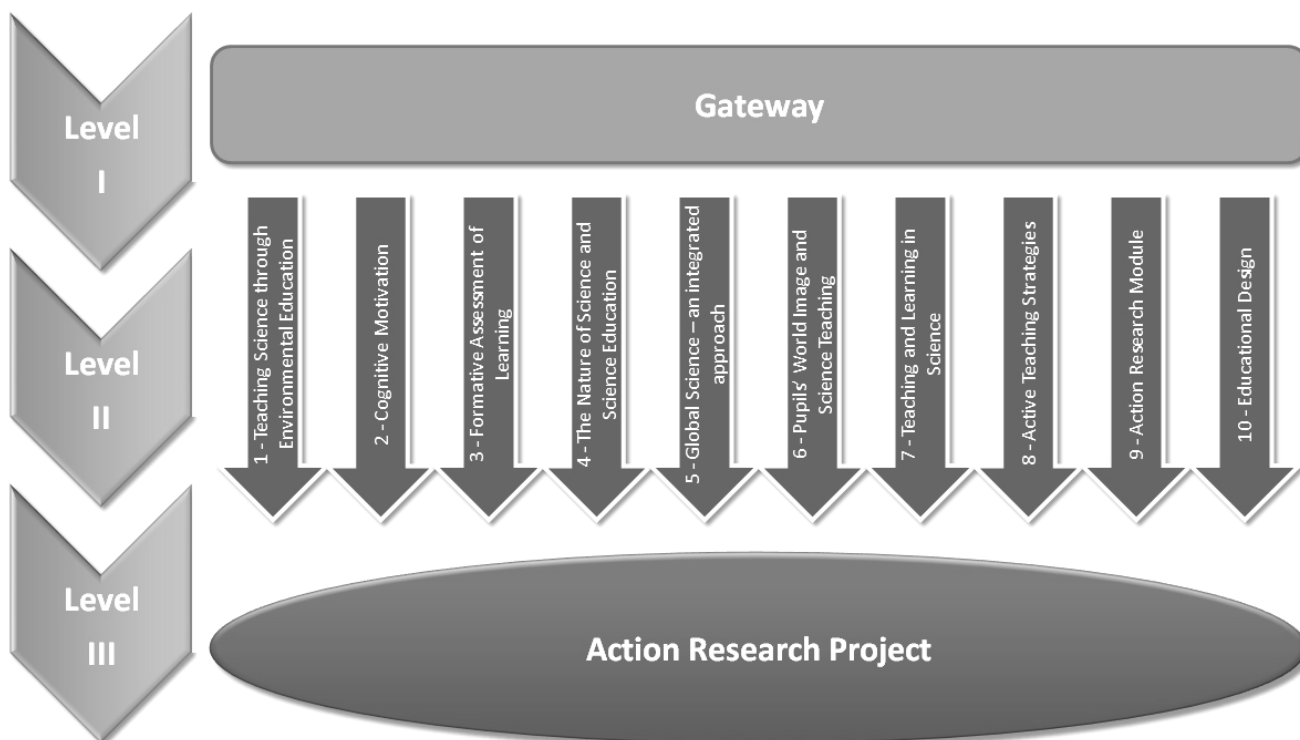 Level
I
Gateway
Level
II
1 - Teaching Science through
Environmental Education
2 - Cognitive Motivation
3 - Formative Assessment of
Learning
4 - The Nature of Science and
Science Education
5 - Global Science – an integrated
approach
6 - Pupils’ World Image and
Science Teaching
7 - Teaching and Learning in
Science
8 - Active Teaching Strategies
9 - Action Research Module
10 - Educational Design
Level
III
Action Research Project